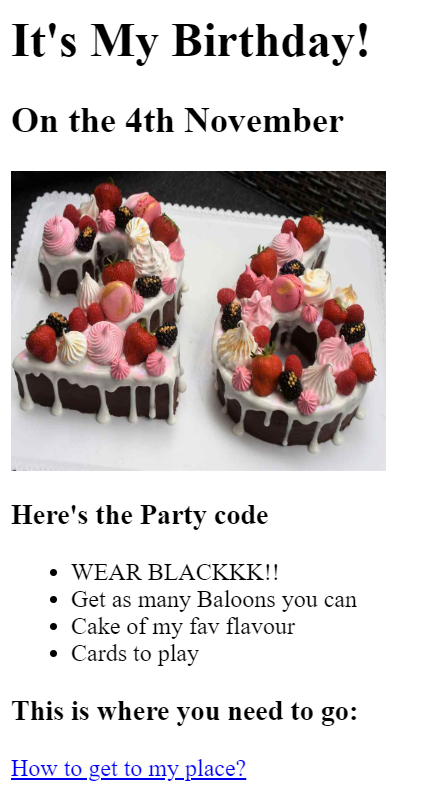 It's My Birthday!
On the 4th November
Here's the Party code
WEAR BLACKKK!!
Get as many Baloons you can
Cake of my fav flavour
Cards to play
This is where you need to go:
How to get to my place?